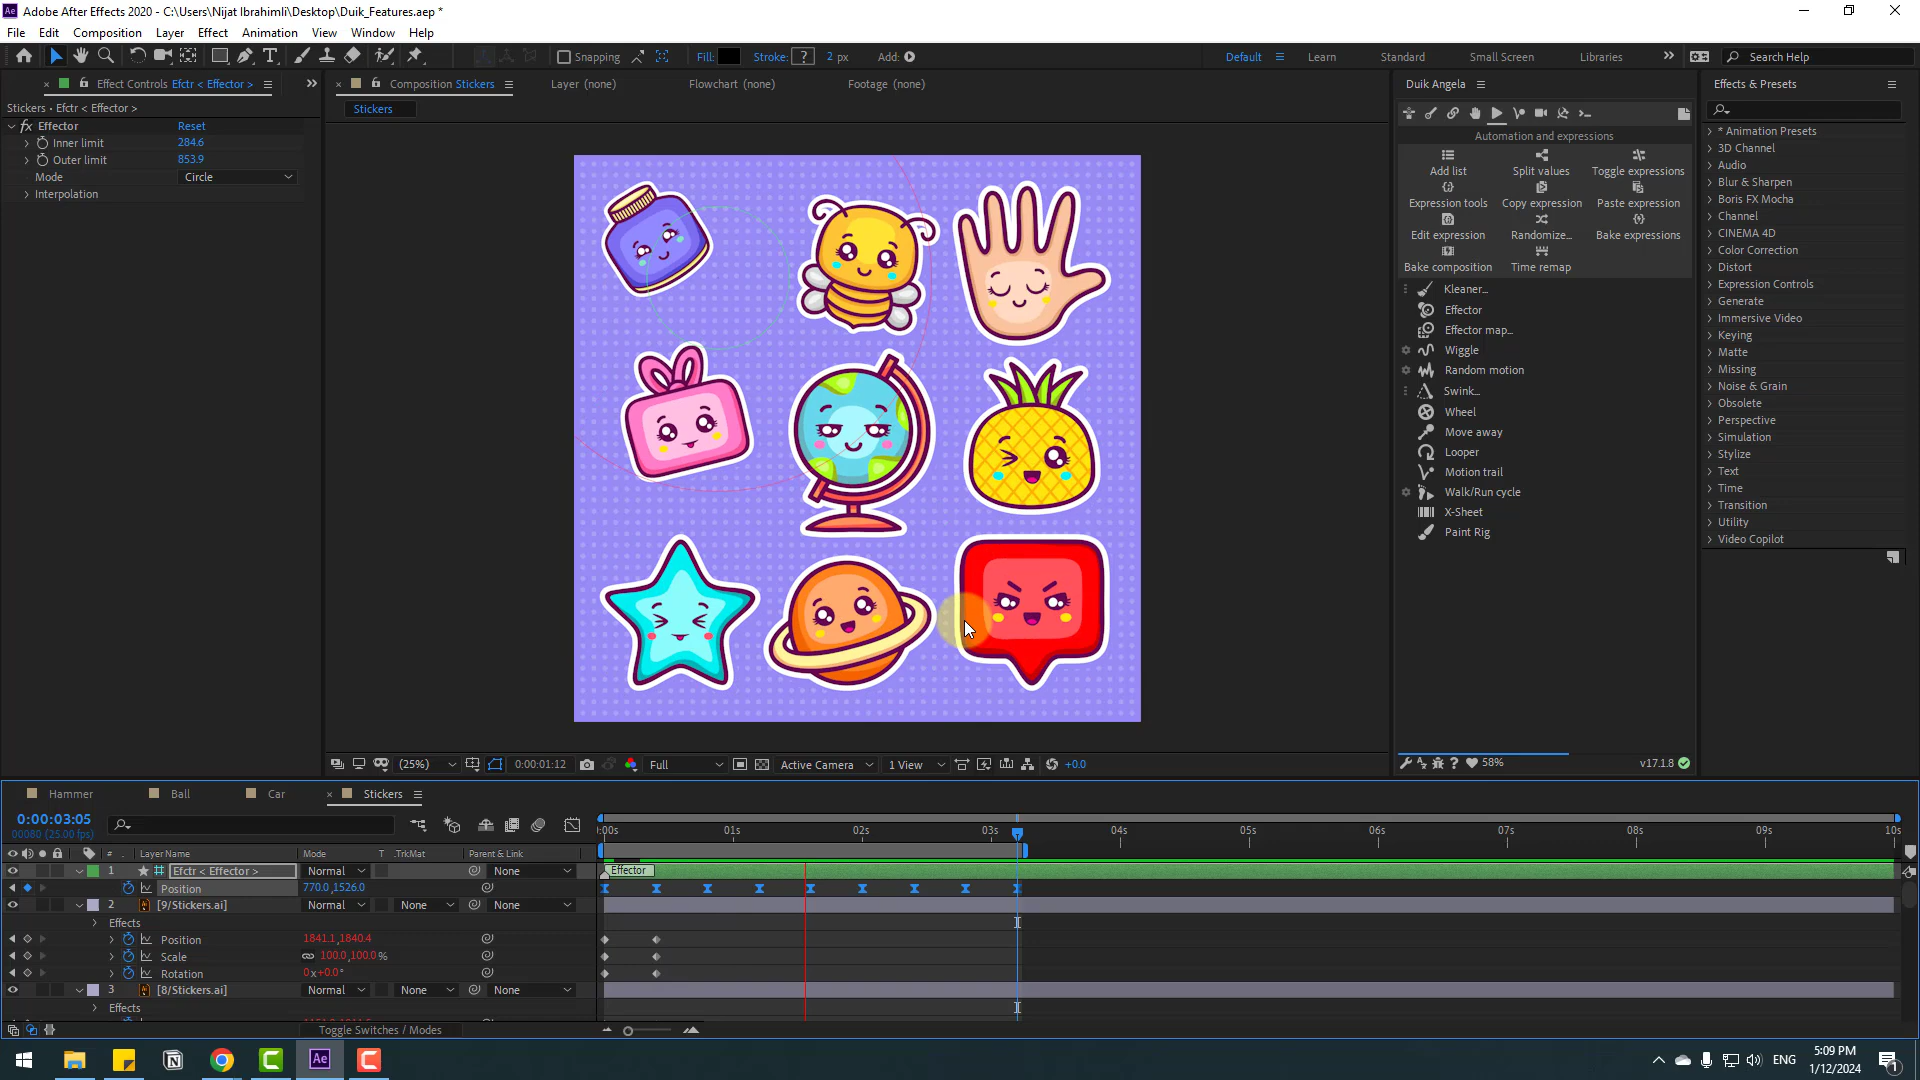 Adobe After Effects 2020 - C:\Users\Nijat Ibrahimli\Desktop\Duik_Features.aep *
File Edit Composition Layer Effect Animation View Window Help
Snapping Fill: Stroke: ? 2 px Add: Default Learn Standard Small Screen Libraries Search Help
Effect Controls Efctr < Effector >
Composition Stickers Layer (none) Flowchart (none) Footage (none)
Duik Angela
Effects & Presets
Stickers • Efctr < Effector >
Stickers
fx Effector Reset
Inner limit 284.6
Outer limit 853.9
Mode Circle
Interpolation
Automation and expressions
Add list Split values Toggle expressions
Expression tools Copy expression Paste expression
Edit expression Randomize... Bake expressions
Bake composition Time remap
Kleaner...
Effector
Effector map...
Wiggle
Random motion
Swink...
Wheel
Move away
Looper
Motion trail
Walk/Run cycle
X-Sheet
Paint Rig
58% v17.1.8
* Animation Presets
3D Channel
Audio
Blur & Sharpen
Boris FX Mocha
Channel
CINEMA 4D
Color Correction
Distort
Expression Controls
Generate
Immersive Video
Keying
Matte
Missing
Noise & Grain
Obsolete
Perspective
Simulation
Stylize
Text
Time
Transition
Utility
Video Copilot
(25%) 0:00:01:12 Full Active Camera 1 View +0.0
Hammer Ball Car Stickers
0:00:03:05
00080 (25.00 fps)
:00s 01s 02s 03s 04s 05s 06s 07s 08s 09s 10s
# Layer Name Mode T .TrkMat Parent & Link
1 Efctr < Effector > Normal None Effector
Position 770.0,1526.0
2 [9/Stickers.ai] Normal None None
Effects
Position 1841.1,1840.4
Scale 100.0,100.0%
Rotation 0x+0.0°
3 [8/Stickers.ai] Normal None None
Effects
Toggle Switches / Modes
Ae ENG 5:09 PM
1/12/2024
1